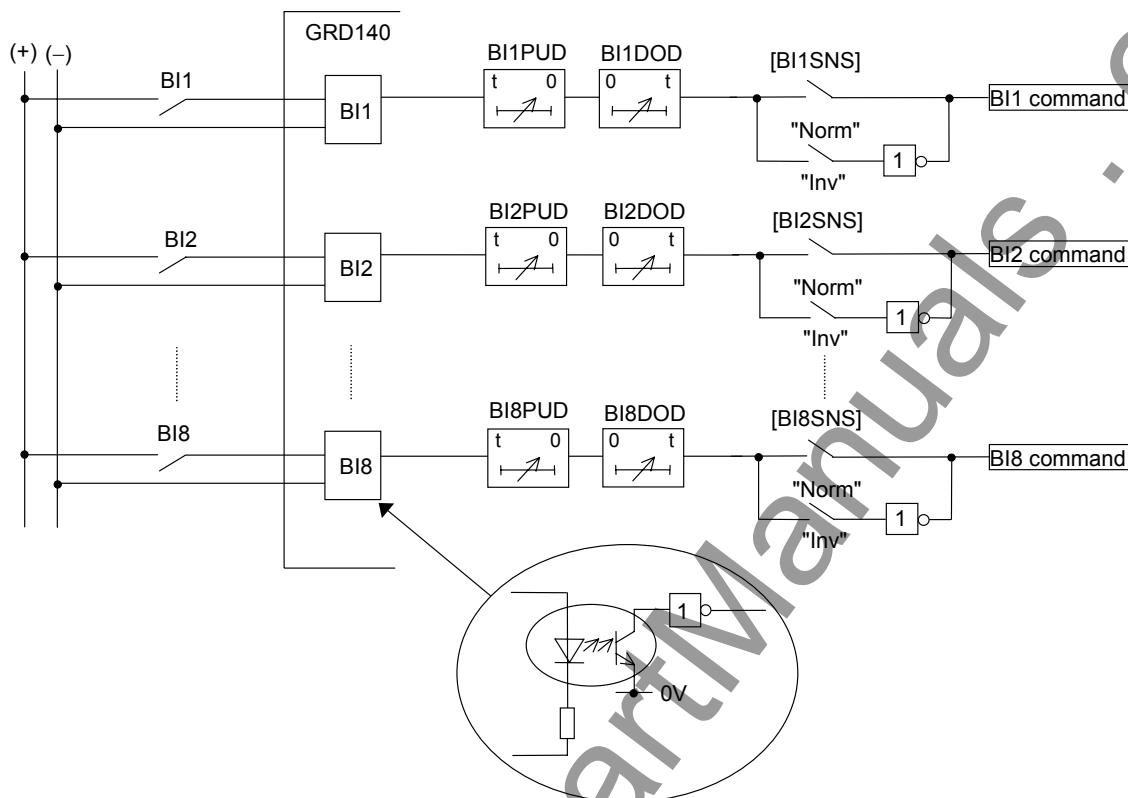 GRD140
(+) (−)
BI1
BI1
BI1PUD
BI1DOD
t 0
0 t
[BI1SNS]
"Norm"
"Inv"
1
BI1 command
BI2
BI2
BI2PUD
BI2DOD
t 0
0 t
[BI2SNS]
"Norm"
"Inv"
1
BI2 command
BI8
BI8
BI8PUD
BI8DOD
t 0
0 t
[BI8SNS]
"Norm"
"Inv"
1
BI8 command
1
0V
artManuals .